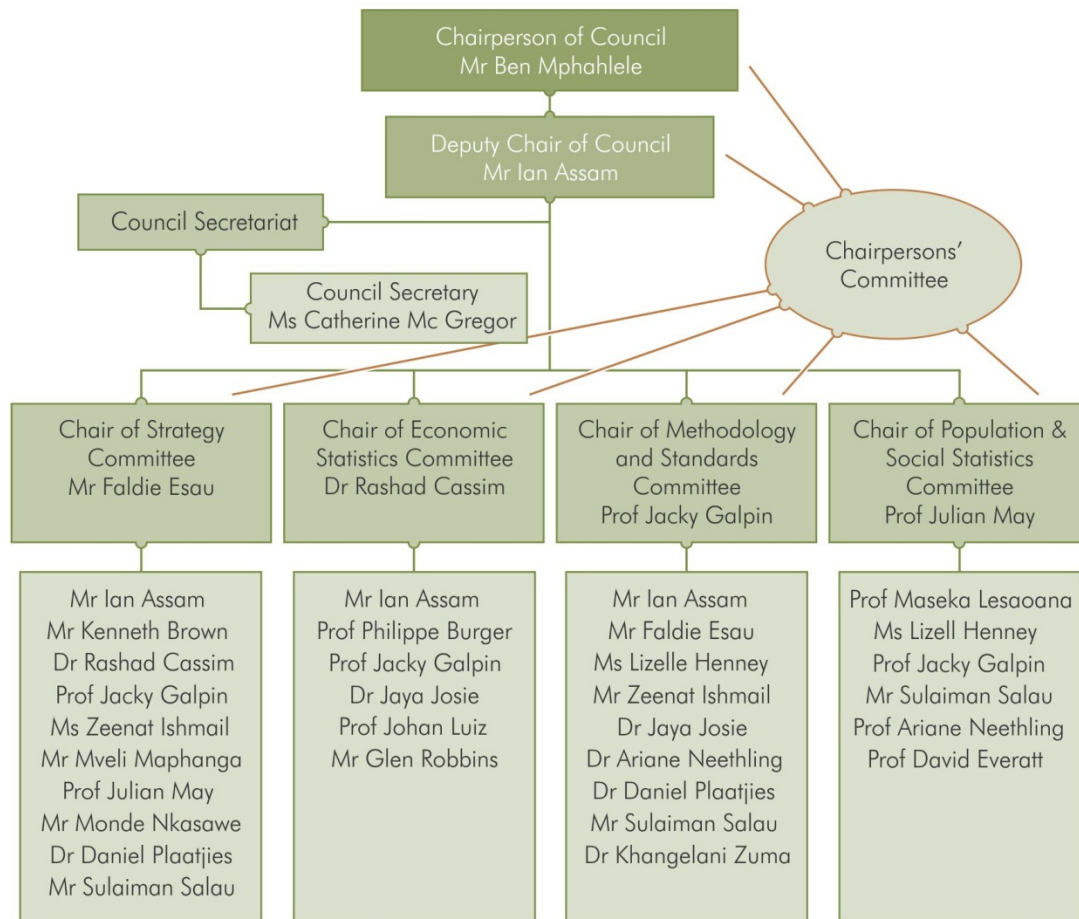 Chairperson of Council
Mr Ben Mphahlele
Deputy Chair of Council
Mr Ian Assam
Council Secretariat
Council Secretary
Ms Catherine Mc Gregor
Chairpersons'
Committee
Chair of Strategy
Committee
Mr Faldie Esau
Chair of Economic
Statistics Committee
Dr Rashad Cassim
Chair of Methodology
and Standards
Committee
Prof Jacky Galpin
Chair of Population &
Social Statistics
Committee
Prof Julian May
Mr Ian Assam
Mr Kenneth Brown
Dr Rashad Cassim
Prof Jacky Galpin
Ms Zeenat Ishmail
Mr Mveli Maphanga
Prof Julian May
Mr Monde Nkasawe
Dr Daniel Plaatjies
Mr Sulaiman Salau
Mr Ian Assam
Prof Philippe Burger
Prof Jacky Galpin
Dr Jaya Josie
Prof Johan Luiz
Mr Glen Robbins
Mr Ian Assam
Mr Faldie Esau
Ms Lizelle Henney
Mr Zeenat Ishmail
Dr Jaya Josie
Dr Ariane Neethling
Dr Daniel Plaatjies
Mr Sulaiman Salau
Dr Khangelani Zuma
Prof Maseka Lesaoana
Ms Lizell Henney
Prof Jacky Galpin
Mr Sulaiman Salau
Prof Ariane Neethling
Prof David Everatt